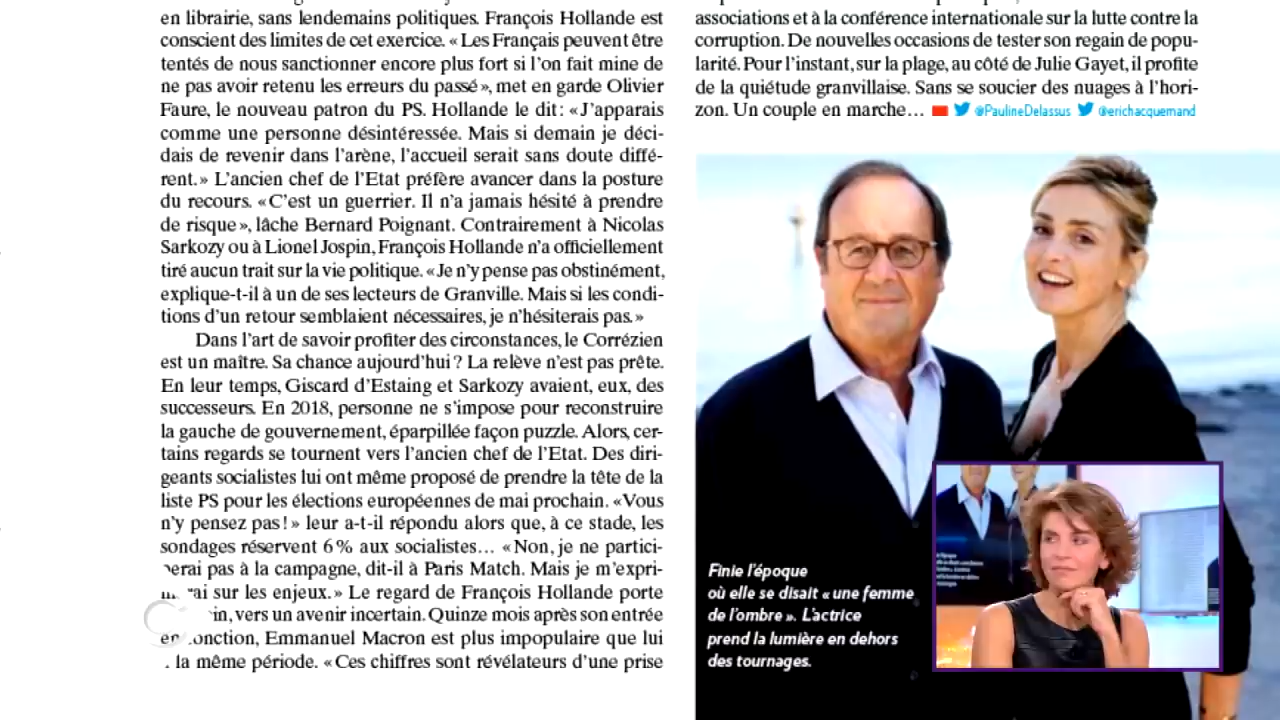 en librairie, sans lendemains politiques. François Hollande est
conscient des limites de cet exercice. « Les Français peuvent être
tentés de nous sanctionner encore plus fort si l'on fait mine de
ne pas avoir retenu les erreurs du passé », met en garde Olivier
Faure, le nouveau patron du PS. Hollande le dit : « J'apparais
comme une personne désintéressée. Mais si demain je déci-
dais de revenir dans l'arène, l'accueil serait sans doute diffé-
rent. » L'ancien chef de l'Etat préfère avancer dans la posture
du recours. « C'est un guerrier. Il n'a jamais hésité à prendre
de risque », lâche Bernard Poignant. Contrairement à Nicolas
Sarkozy ou à Lionel Jospin, François Hollande n'a officiellement
tiré aucun trait sur la vie politique. « Je n'y pense pas obstinément,
explique-t-il à un de ses lecteurs de Granville. Mais si les condi-
tions d'un retour semblaient nécessaires, je n'hésiterais pas. »
Dans l'art de savoir profiter des circonstances, le Corrézien
est un maître. Sa chance aujourd'hui ? La relève n'est pas prête.
En leur temps, Giscard d'Estaing et Sarkozy avaient, eux, des
successeurs. En 2018, personne ne s'impose pour reconstruire
la gauche de gouvernement, éparpillée façon puzzle. Alors, cer-
tains regards se tournent vers l'ancien chef de l'Etat. Des diri-
geants socialistes lui ont même proposé de prendre la tête de la
liste PS pour les élections européennes de mai prochain. « Vous
n'y pensez pas ! » leur a-t-il répondu alors que, à ce stade, les
sondages réservent 6 % aux socialistes… « Non, je ne partici-
perai pas à la campagne, dit-il à Paris Match. Mais je m'expri-
rai sur les enjeux. » Le regard de François Hollande porte
vers un avenir incertain. Quinze mois après son entrée
en fonction, Emmanuel Macron est plus impopulaire que lui
la même période. « Ces chiffres sont révélateurs d'une prise
associations et à la conférence internationale sur la lutte contre la
corruption. De nouvelles occasions de tester son regain de popu-
larité. Pour l'instant, sur la plage, au côté de Julie Gayet, il profite
de la quiétude granvillaise. Sans se soucier des nuages à l'hori-
zon. Un couple en marche… @PaulineDelassus @erichacquemand
Finie l'époque
où elle se disait « une femme
de l'ombre ». L'actrice
prend la lumière en dehors
des tournages.